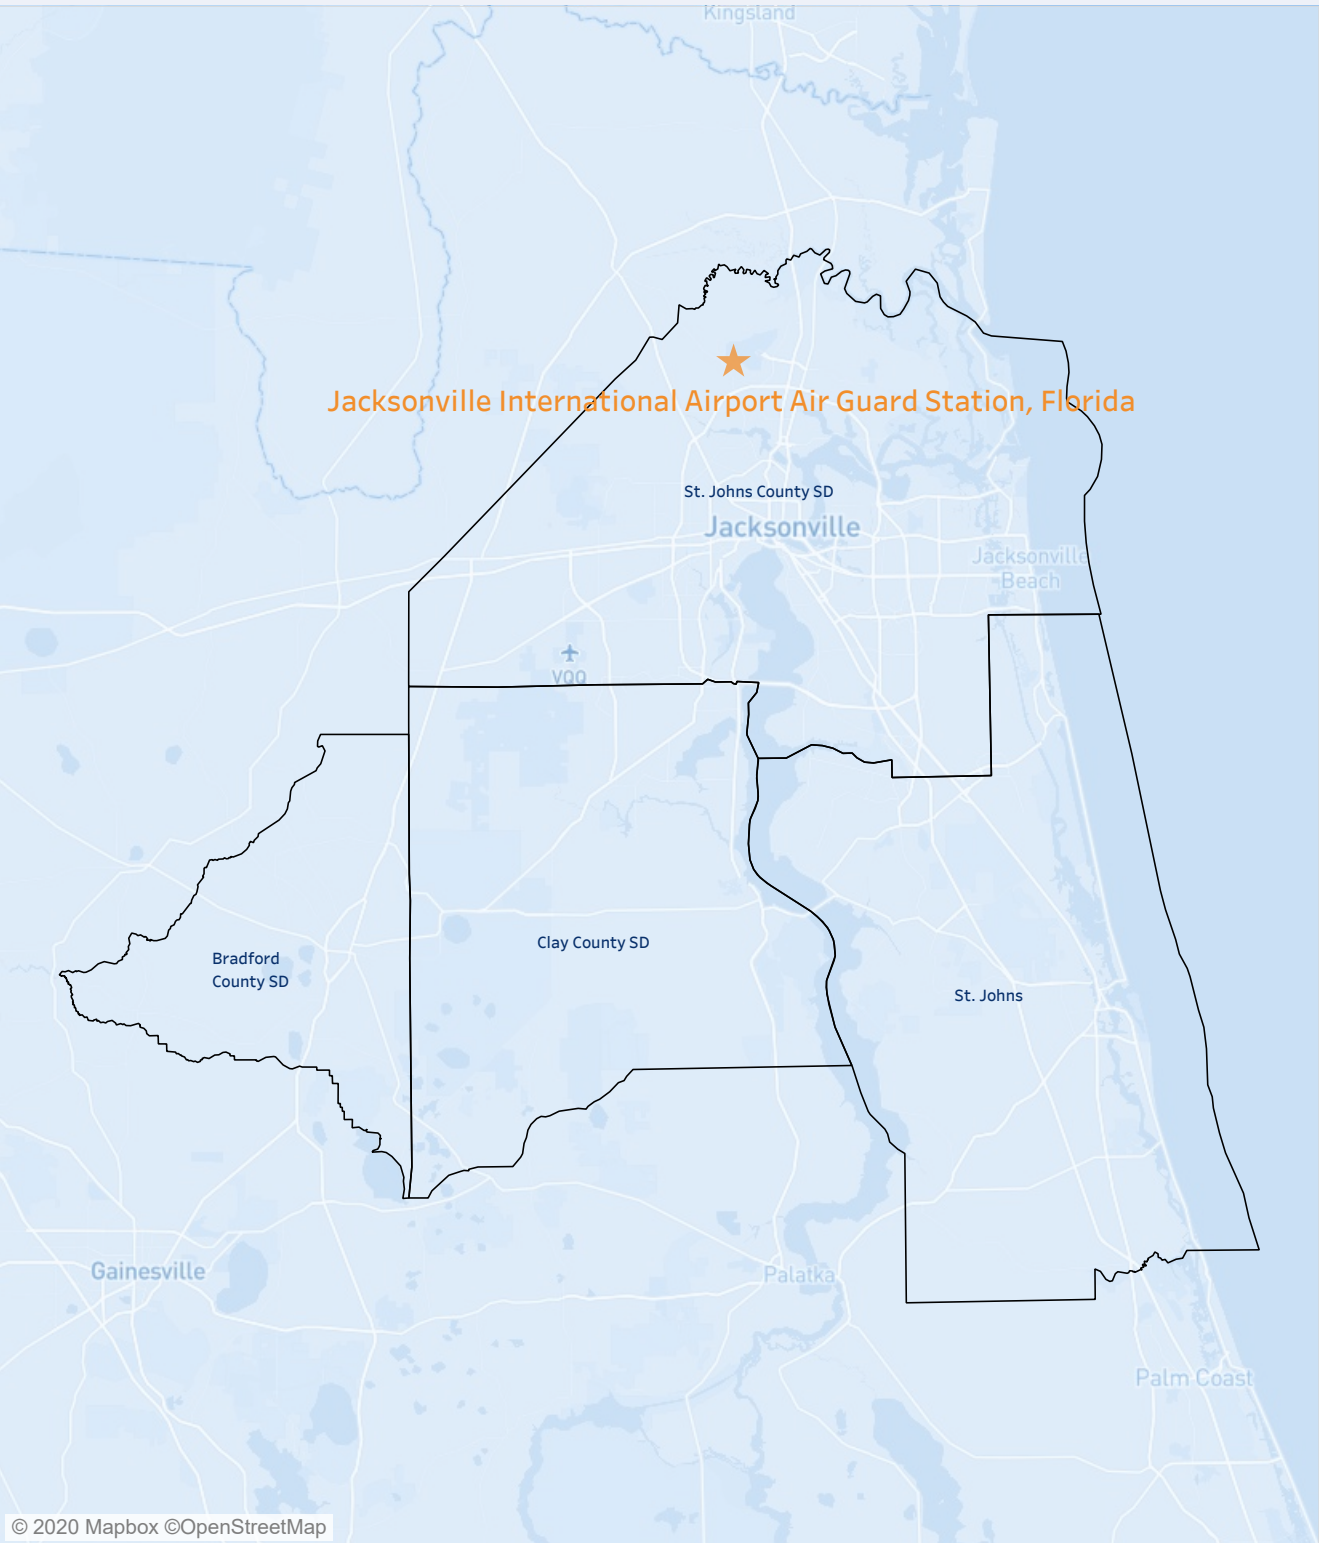 Kingsland
Jacksonville International Airport Air Guard Station, Florida
St. Johns County SD
Jacksonville
Jacksonville
Beach
VQQ
Bradford
County SD
Clay County SD
St. Johns
Gainesville
Palatka
Palm Coast
© 2020 Mapbox ©OpenStreetMap